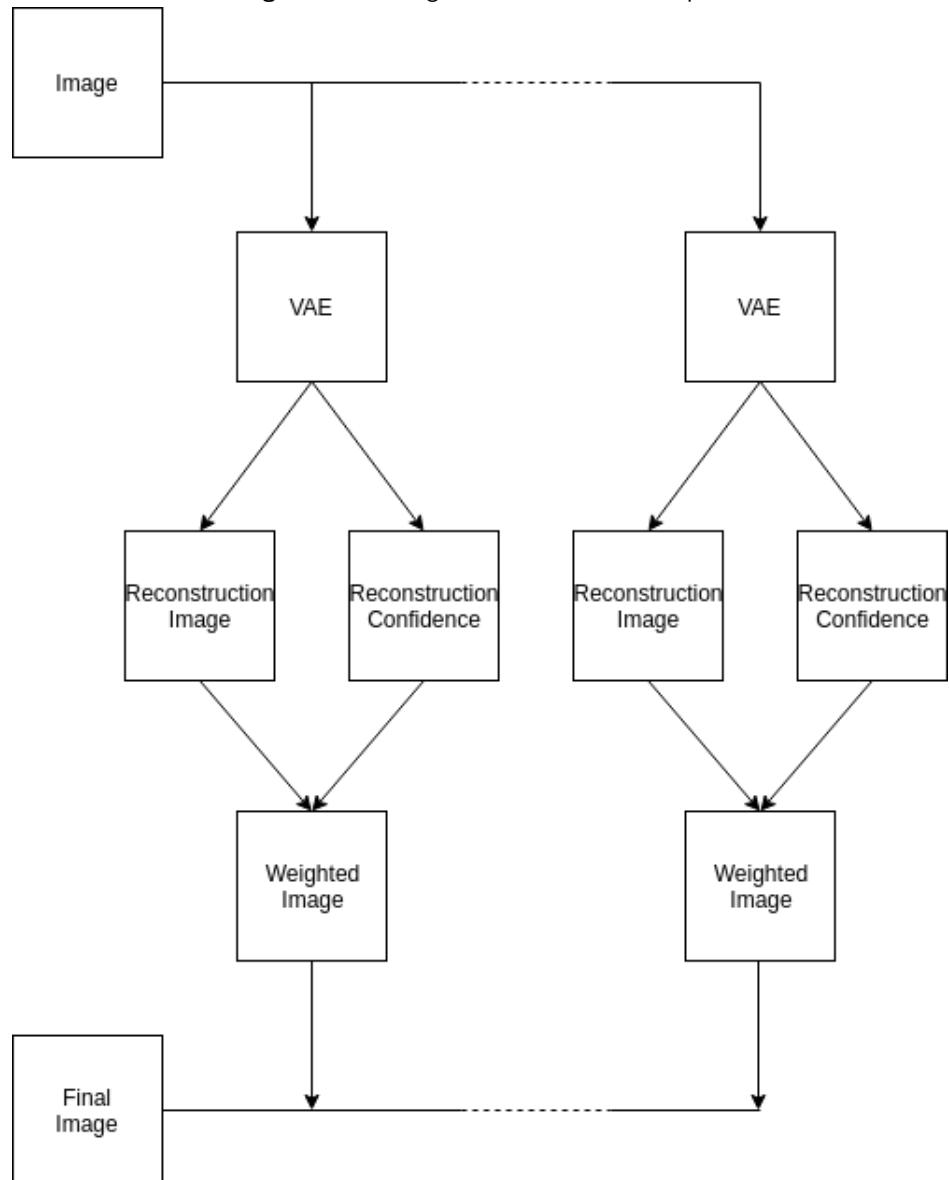 Image
VAE
VAE
Reconstruction
Image
Reconstruction
Confidence
Reconstruction
Image
Reconstruction
Confidence
Weighted
Image
Weighted
Image
Final
Image